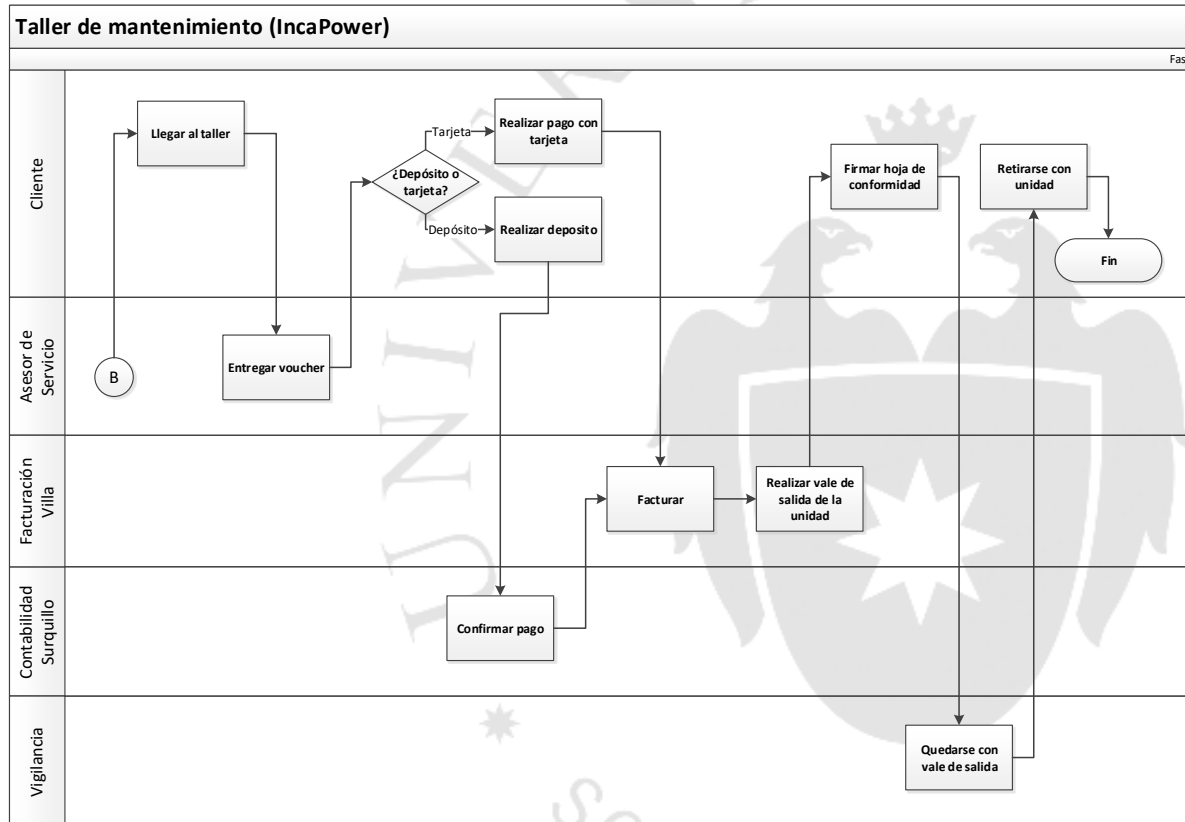 Taller de mantenimiento (IncaPower)
Fas
Cliente
Llegar al taller
¿Depósito o
tarjeta?
Tarjeta
Realizar pago con
tarjeta
Depósito
Realizar deposito
Firmar hoja de
conformidad
Retirarse con
unidad
Fin
Asesor de
Servicio
B
Entregar voucher
Facturación
Villa
Facturar
Realizar vale de
salida de la
unidad
Contabilidad
Surquillo
Confirmar pago
Vigilancia
Quedarse con
vale de salida
UNIVER
SC